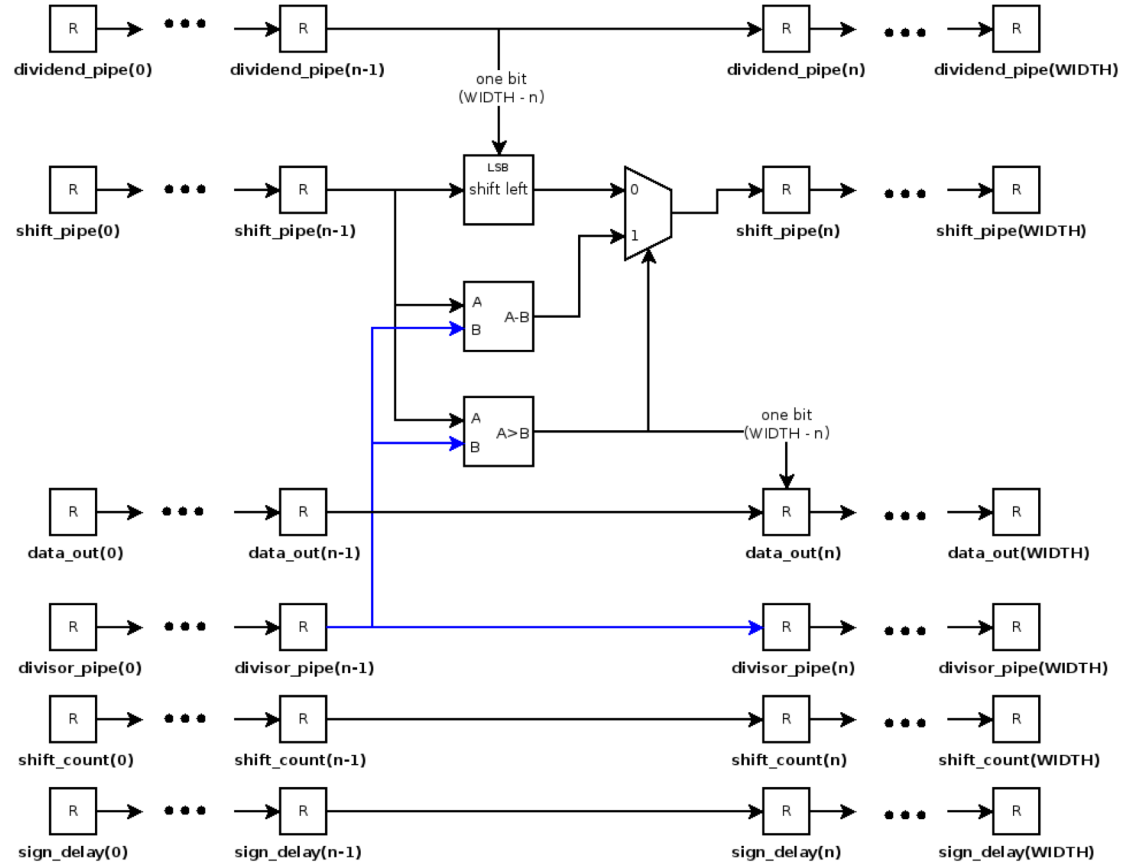 R R R R
dividend_pipe(0) dividend_pipe(n-1) dividend_pipe(n) dividend_pipe(WIDTH)
one bit
(WIDTH - n)
LSB
R R shift left 0 R R
shift_pipe(0) shift_pipe(n-1) shift_pipe(n) shift_pipe(WIDTH)
1
A
A-B
B
one bit
A
(WIDTH - n)
A>B
B
R R R R
data_out(0) data_out(n-1) data_out(n) data_out(WIDTH)
R R R R
divisor_pipe(0) divisor_pipe(n-1) divisor_pipe(n) divisor_pipe(WIDTH)
R R R R
shift_count(0) shift_count(n-1) shift_count(n) shift_count(WIDTH)
R R R R
sign_delay(0) sign_delay(n-1) sign_delay(n) sign_delay(WIDTH)